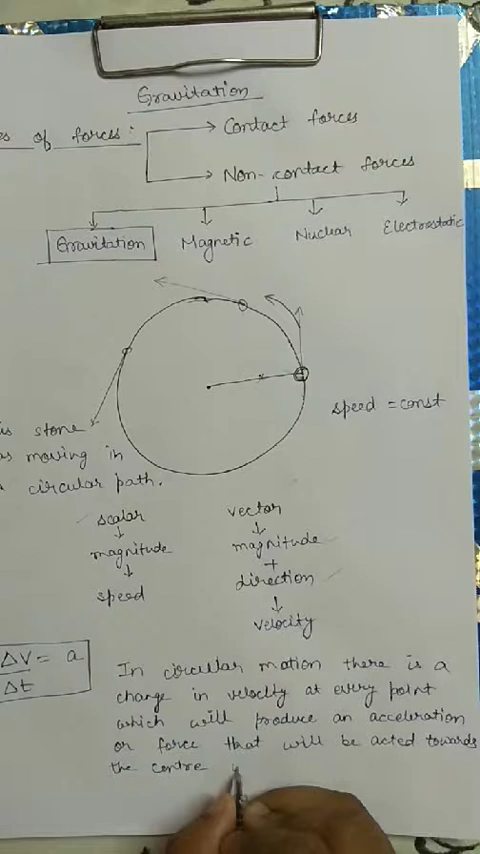 Gravitation
of forces: Contact forces
Non-contact forces
Gravitation Magnetic Nuclear Electrostatic
speed = const
is stone
as moving in
circular path.
scalar vector
magnitude magnitude
+
speed direction
velocity
ΔV/Δt = a
In circular motion there is a
change in velocity at every point
which will produce an acceleration
or force that will be acted towards
the centre